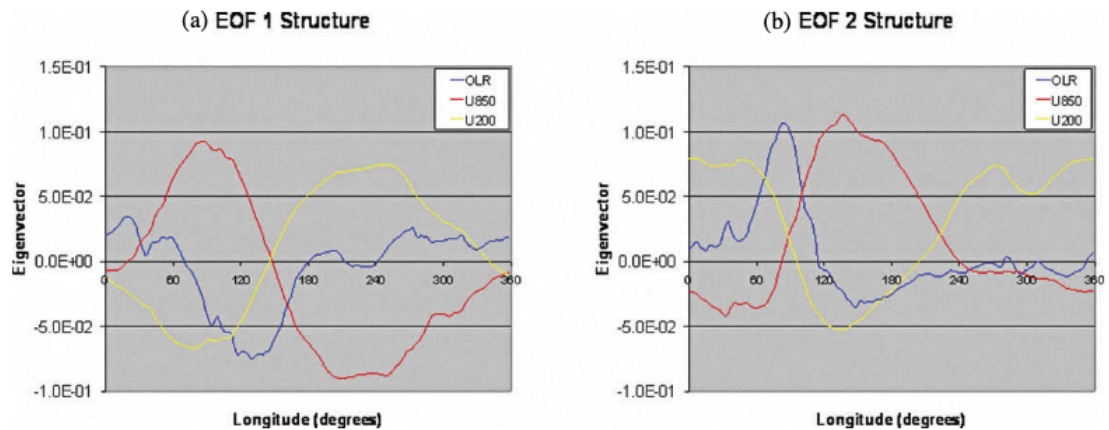 (a) EOF 1 Structure
1.5E-01
1.0E-01
5.0E-02
0.0E+00
-5.0E-02
-1.0E-01
Eigenvector
0 60 120 180 240 300 360
Longitude (degrees)
OLR
U850
U200
(b) EOF 2 Structure
1.5E-01
1.0E-01
5.0E-02
0.0E+00
-5.0E-02
-1.0E-01
Eigenvector
0 60 120 180 240 300 360
Longitude (degrees)
OLR
U850
U200